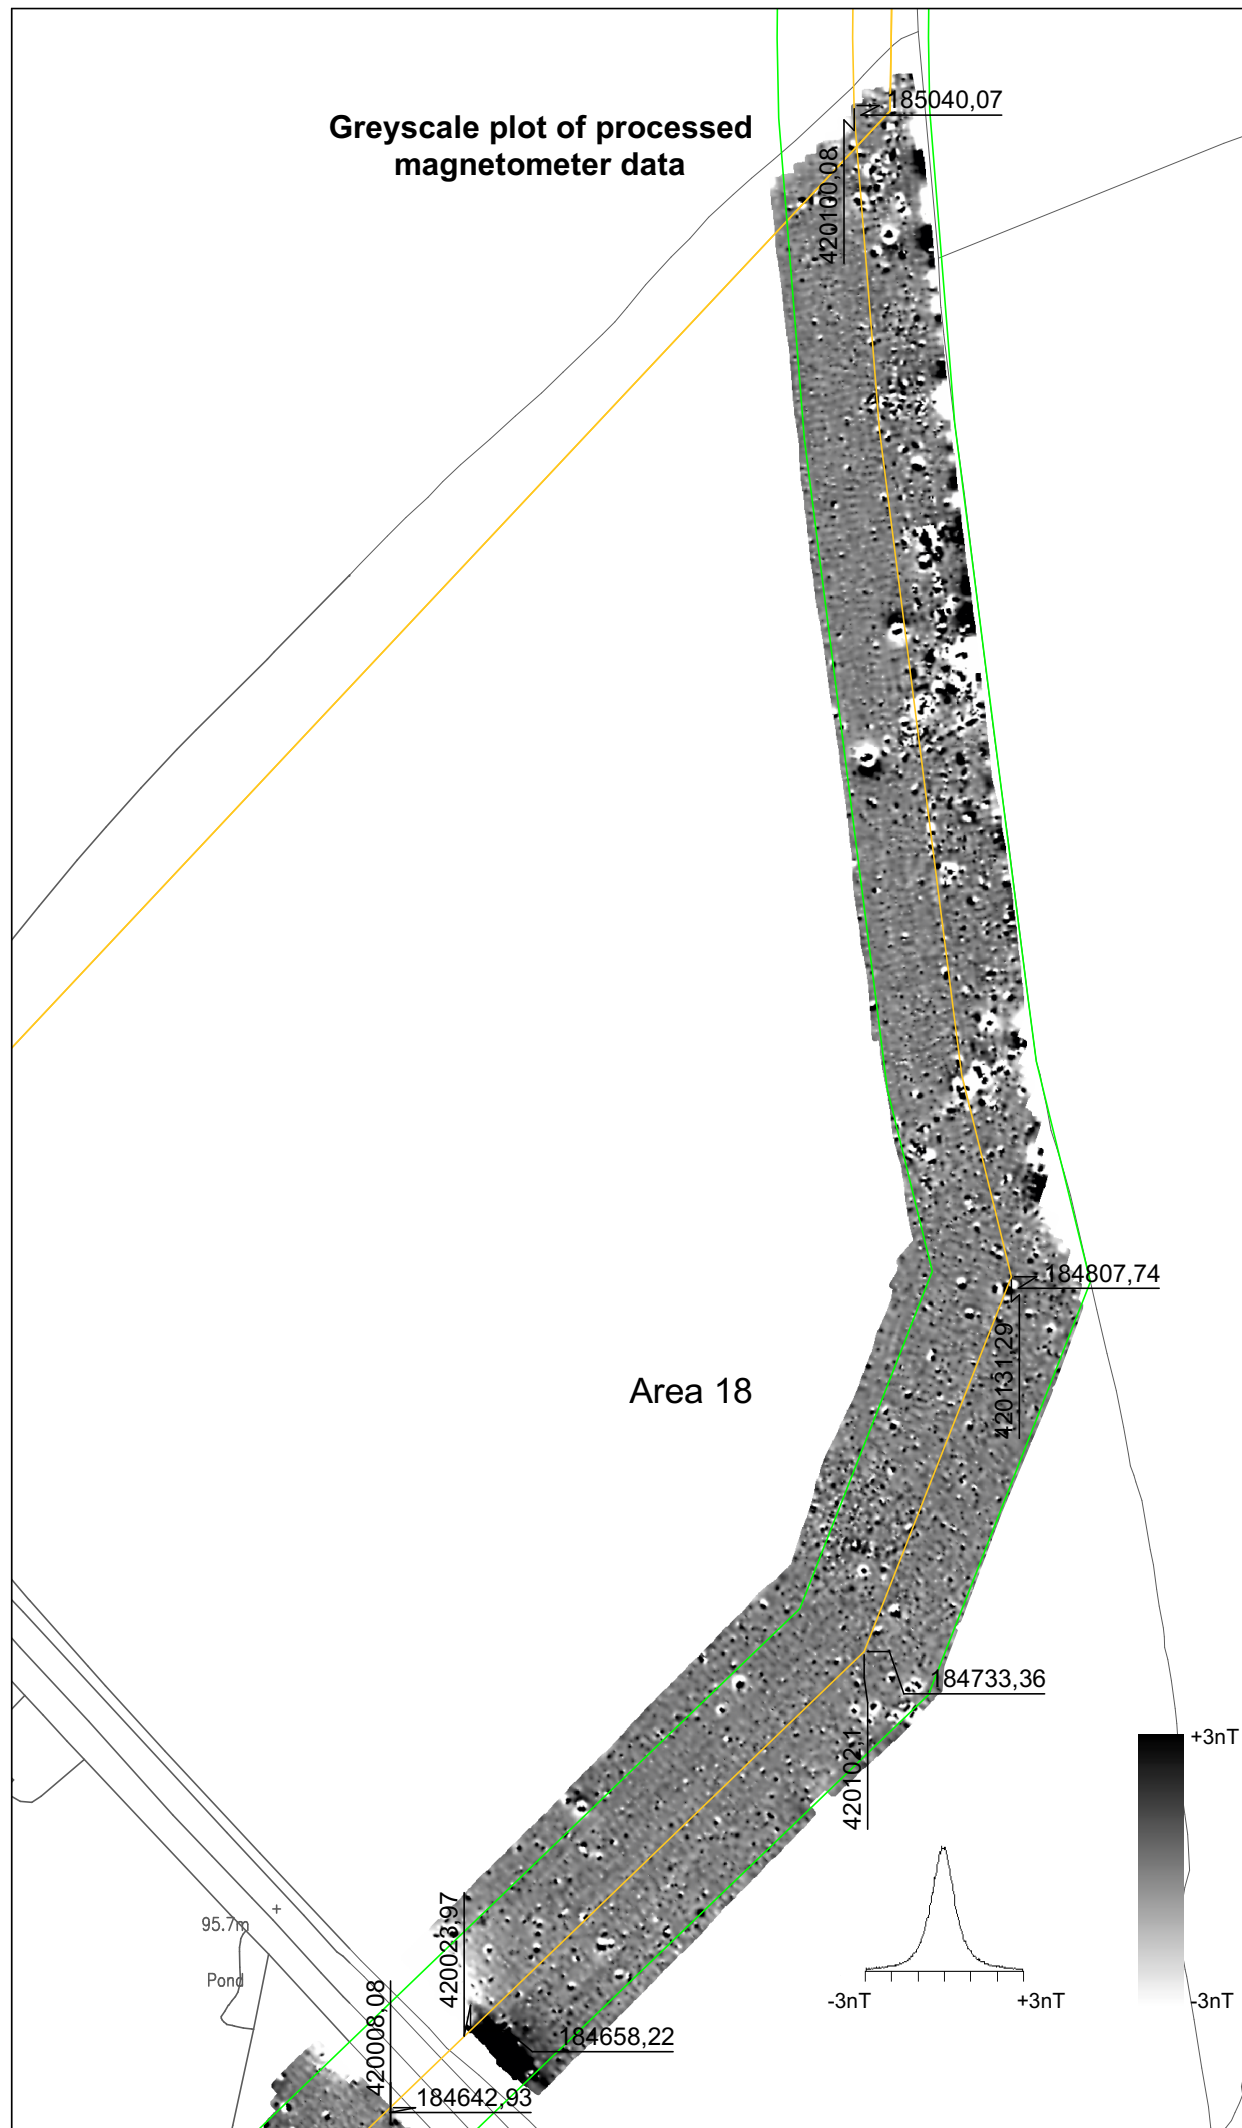 Greyscale plot of processed
magnetometer data
185040,07
420100,08
184807,74
420131,29
Area 18
184733,36
420102,1
+3nT
-3nT
-3nT
+3nT
420023,97
95.7m
+
Pond
420008,08
184658,22
184642,93